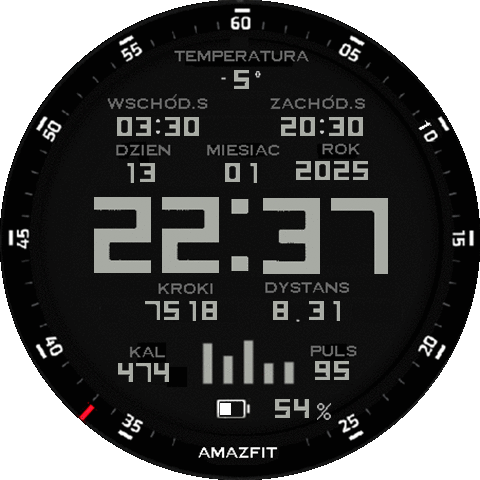 60
55 05
TEMPERATURA
-5°
WSCHÓD.S ZACHÓD.S
03:30 20:30
50 10
DZIEN MIESIAC ROK
13 01 2025
22:37
45 15
KROKI DYSTANS
7518 8.31
40 20
KAL PULS
474 95
54 %
35 25
AMAZFIT